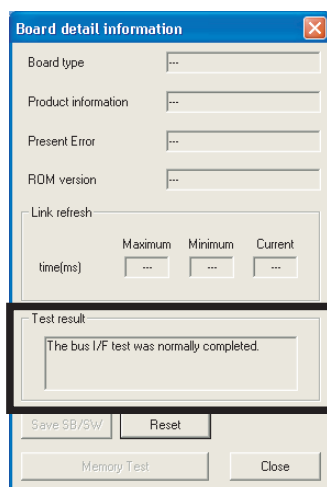 Board detail information
Board type ---
Product information ---
Present Error ---
ROM version ---
Link refresh
Maximum Minimum Current
time(ms) --- --- ---
Test result
The bus I/F test was normally completed.
Save SB/SW Reset
Memory Test Close